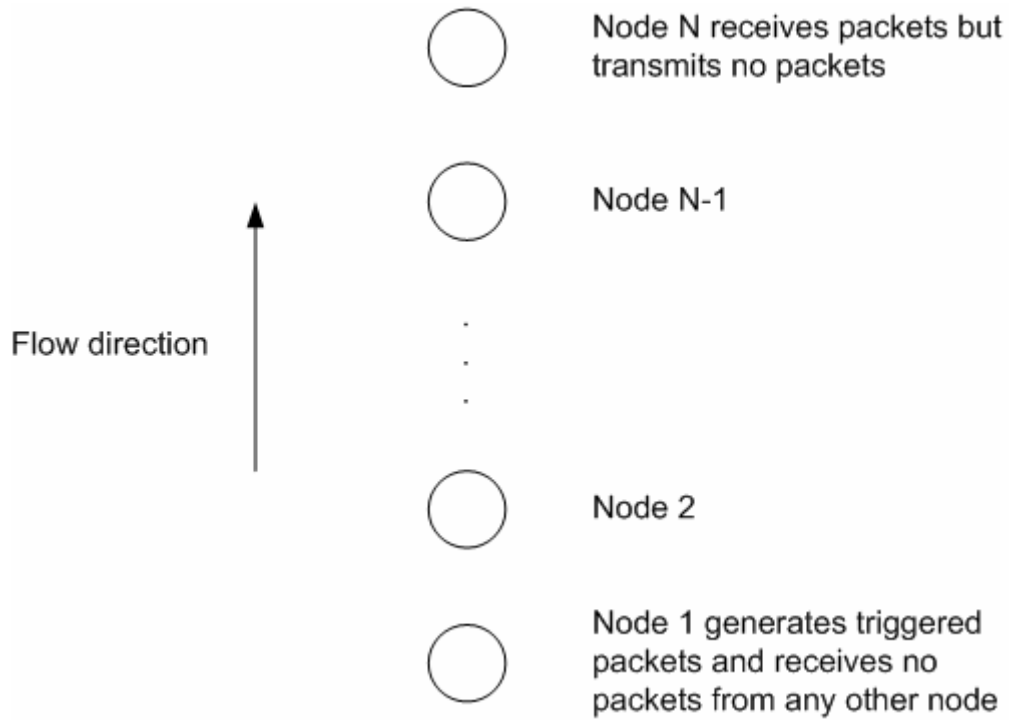 Node N receives packets but
transmits no packets
Node N-1
Flow direction
Node 2
Node 1 generates triggered
packets and receives no
packets from any other node